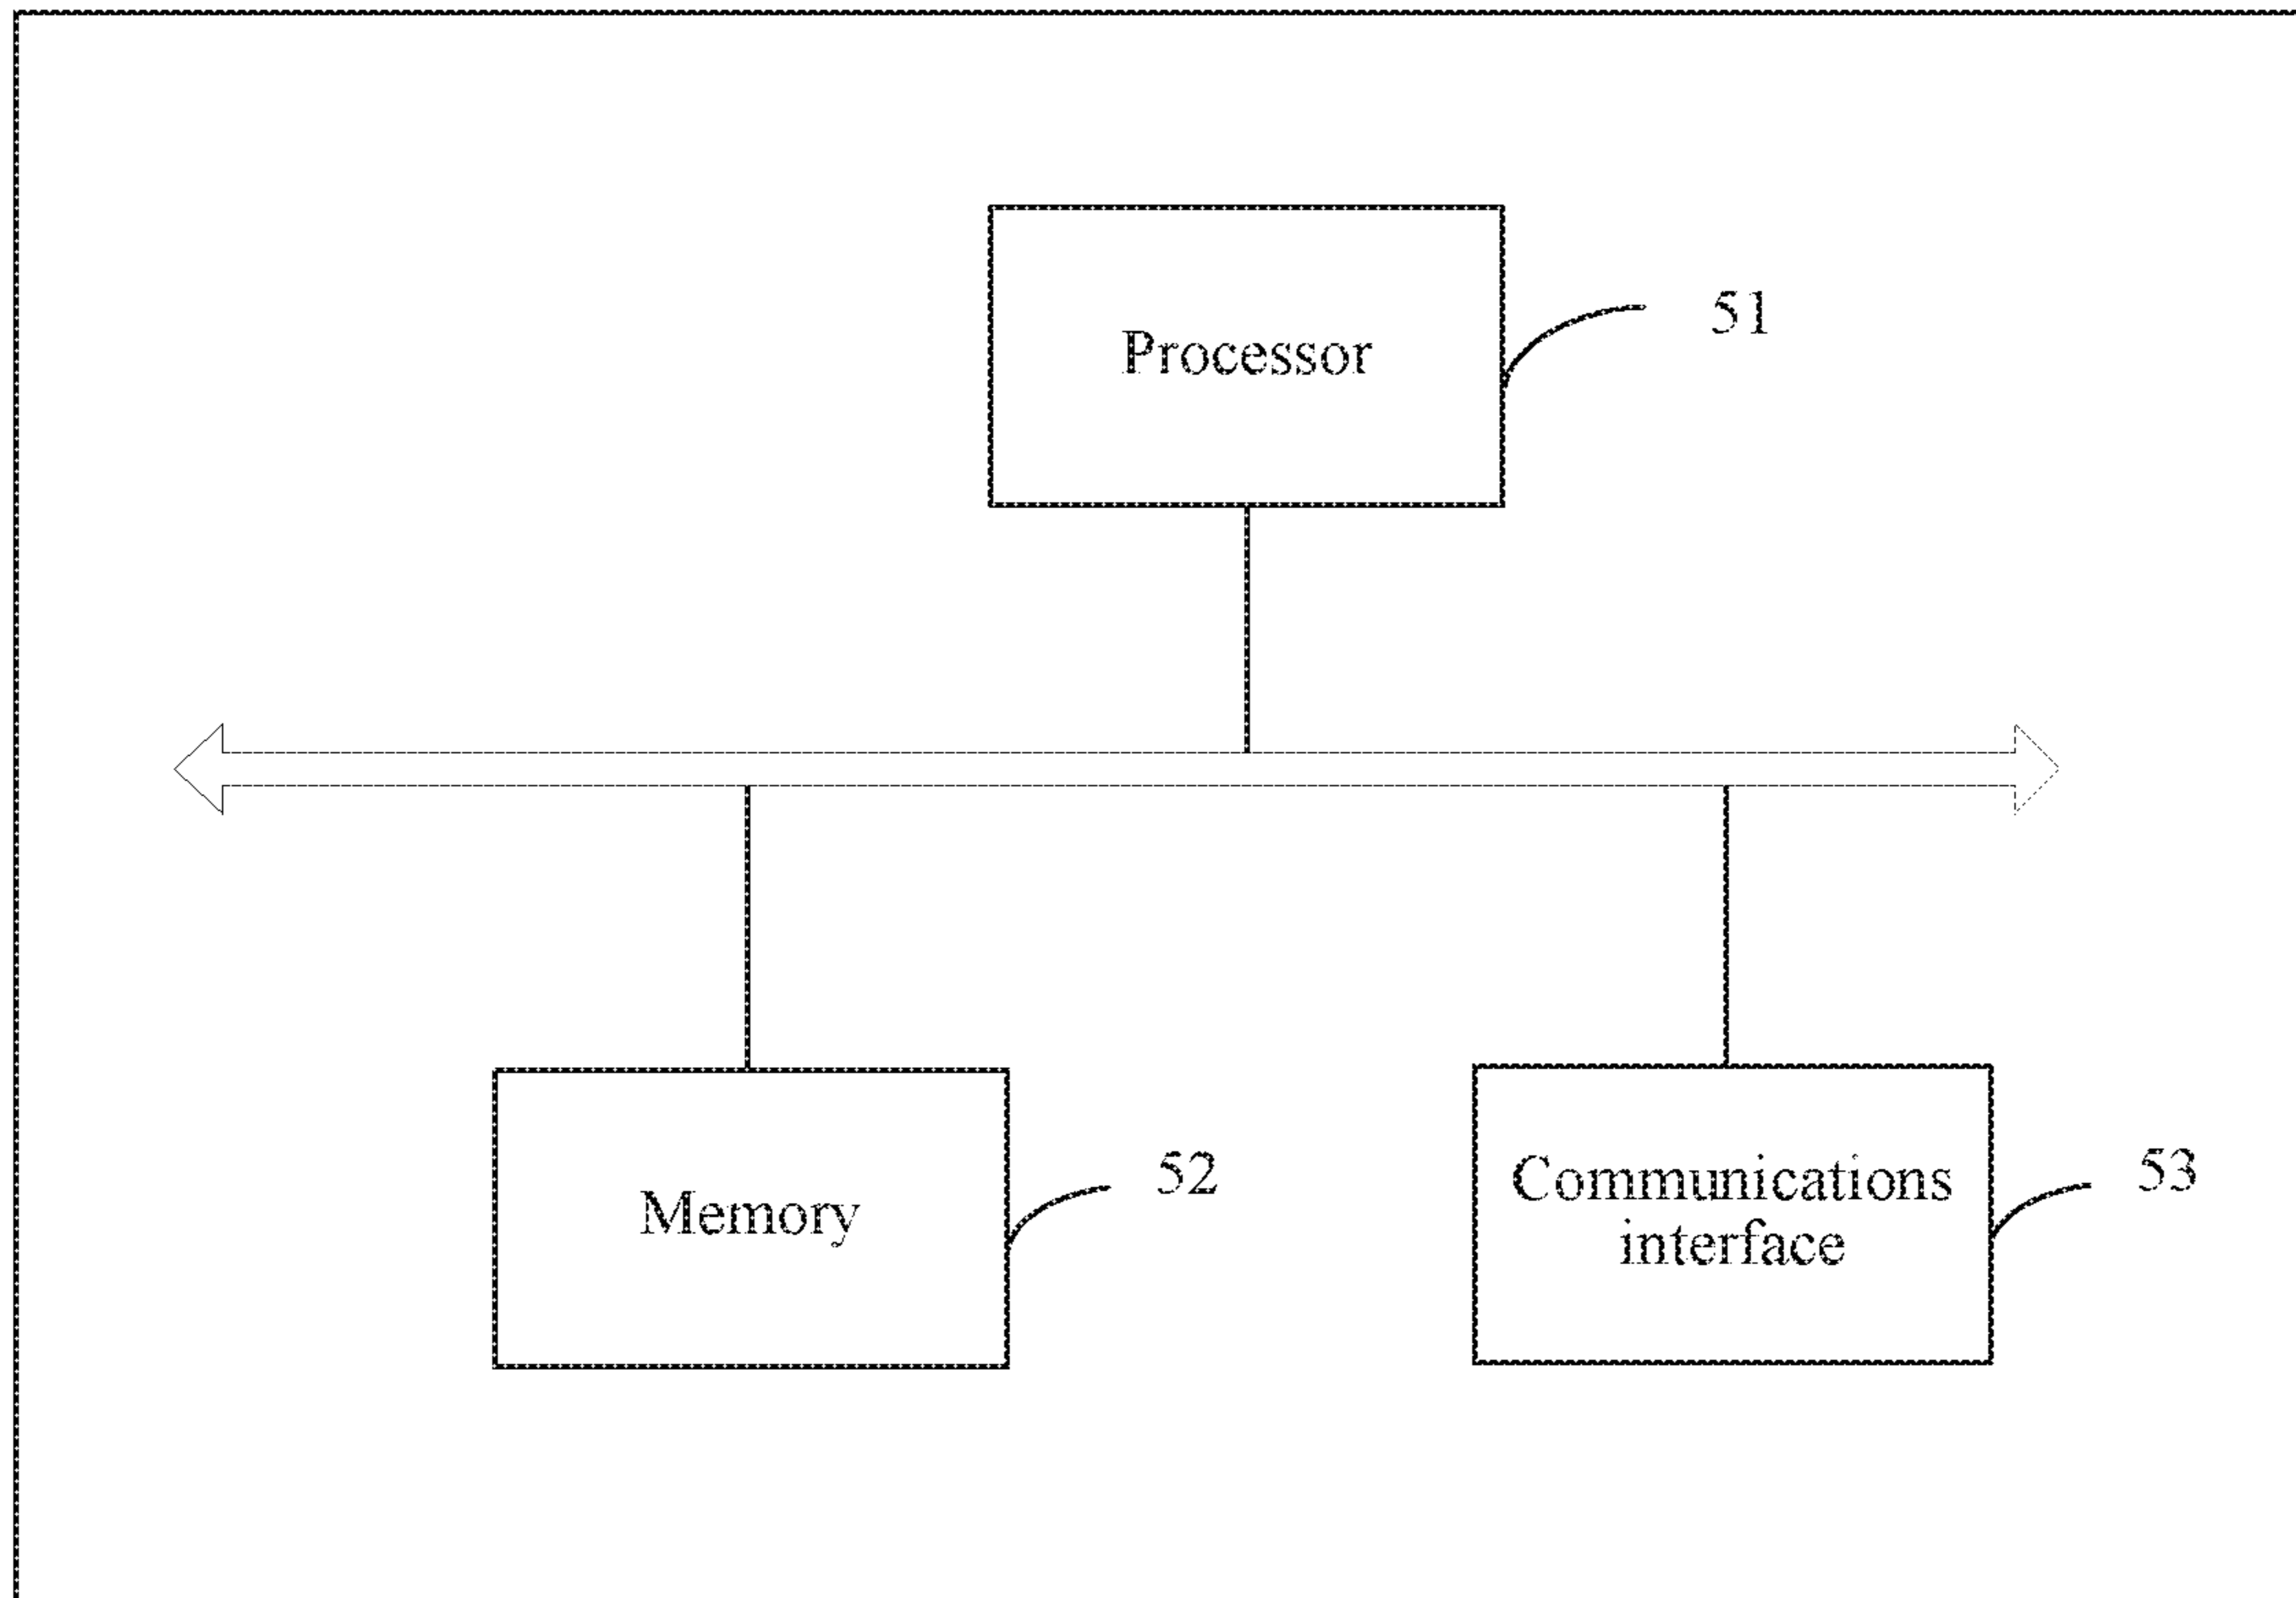 Processor
51
Memory
52
Communications
interface
53